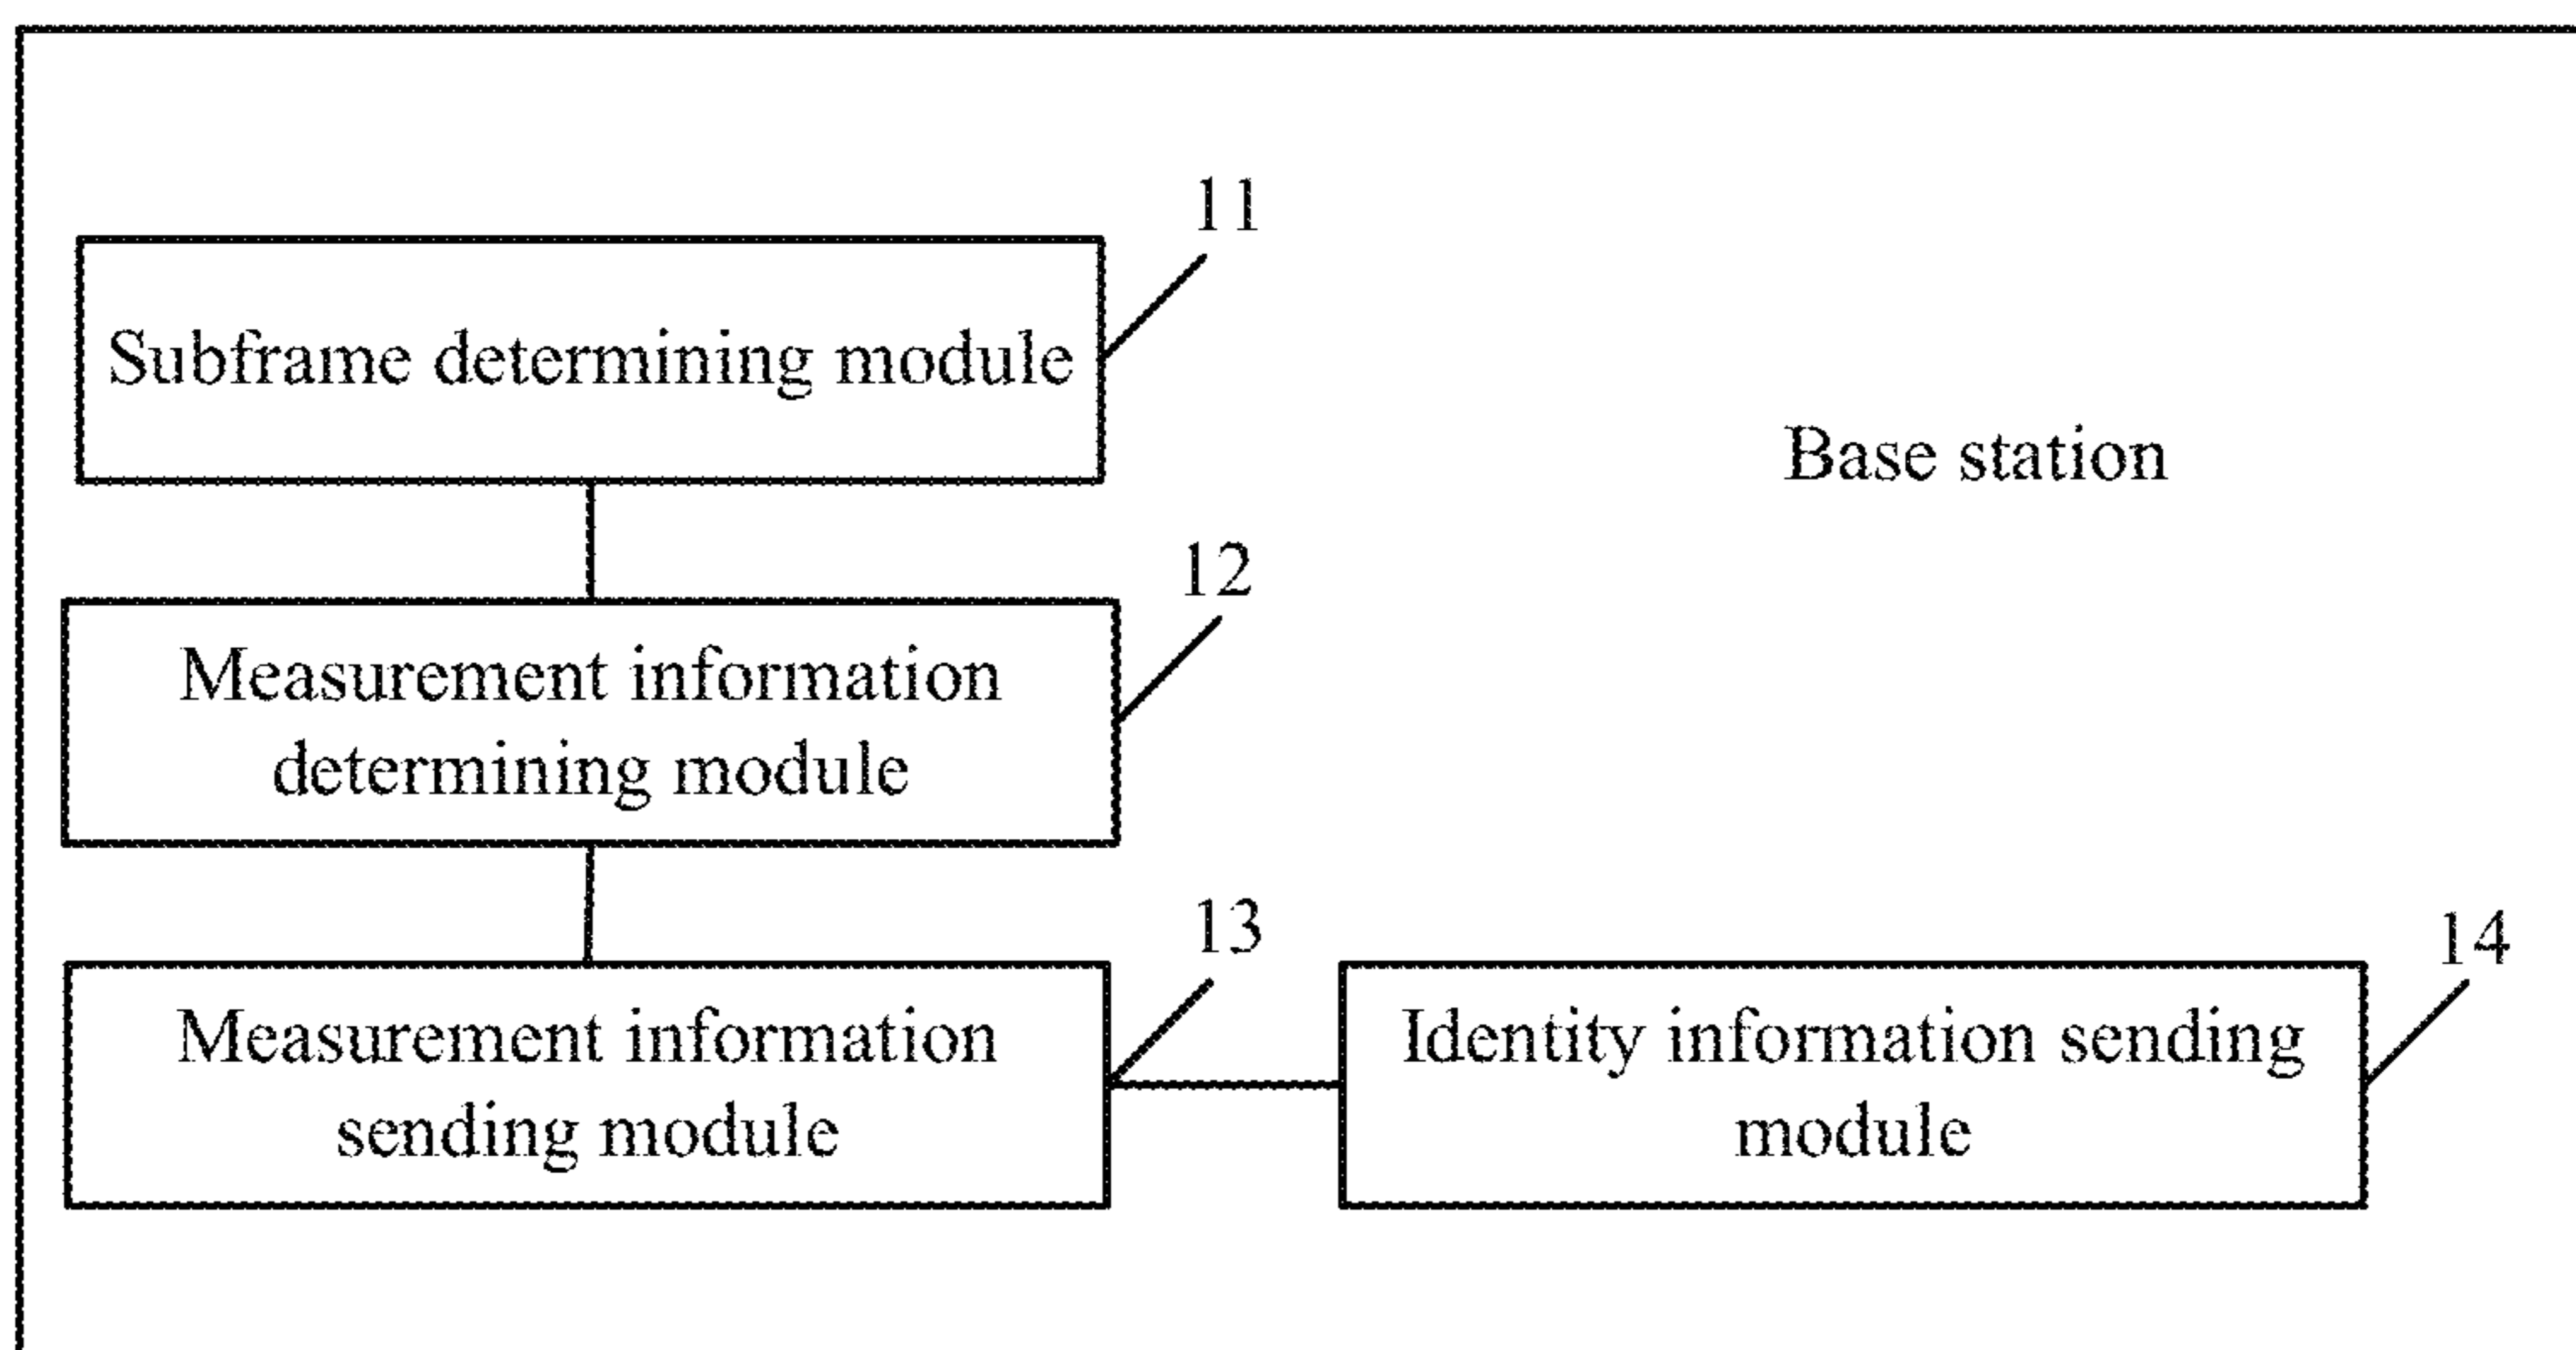 11
Subframe determining module
Base station
12
Measurement information
determining module
13
Measurement information
sending module
14
Identity information sending
module